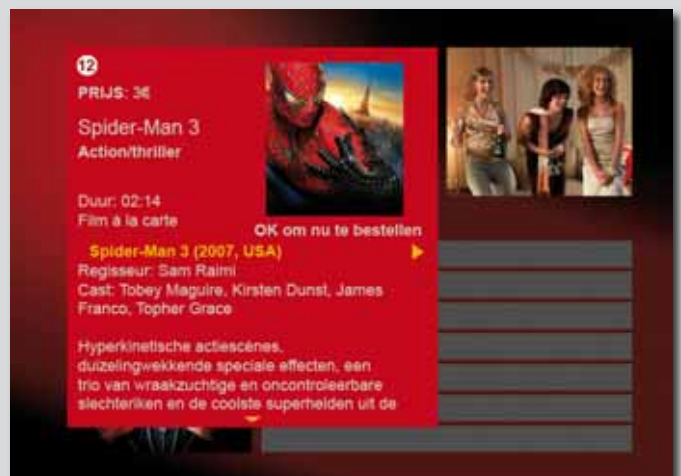 12
PRIJS: 3€
Spider-Man 3
Action/thriller
Duur: 02:14
Film à la carte
OK om nu te bestellen
Spider-Man 3 (2007, USA)
Regisseur: Sam Raimi
Cast: Tobey Maguire, Kirsten Dunst, James
Franco, Topher Grace
Hyperkinetische actiescènes,
duizelingwekkende speciale effecten, een
trio van wraakzuchtige en oncontroleerbare
slechteriken en de coolste superhelden uit de